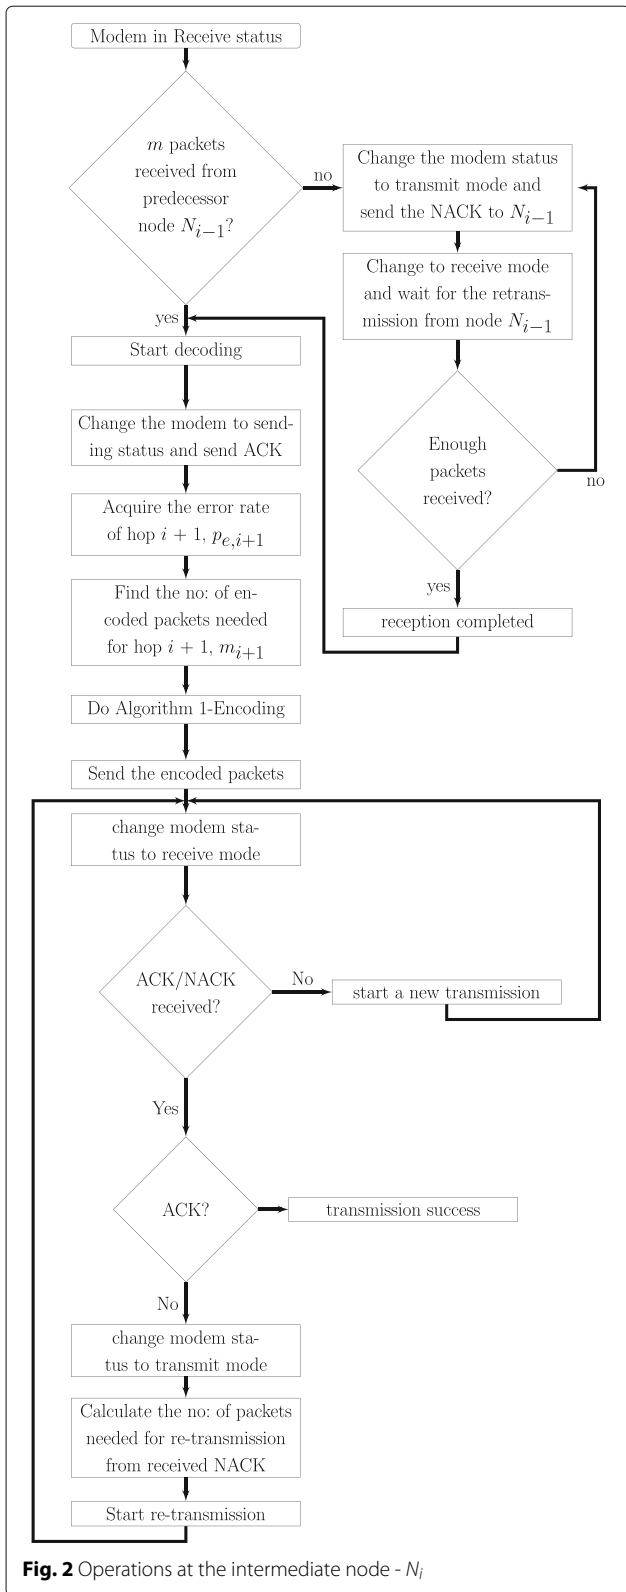 Modem in Receive status
m packets
received from
predecessor
node N_{i−1}?
no
Change the modem status
to transmit mode and
send the NACK to N_{i−1}
Change to receive mode
and wait for the retrans-
mission from node N_{i−1}
Enough
packets
received?
no
yes
reception completed
yes
Start decoding
Change the modem to send-
ing status and send ACK
Acquire the error rate
of hop i + 1, p_{e,i+1}
Find the no: of en-
coded packets needed
for hop i + 1, m_{i+1}
Do Algorithm 1-Encoding
Send the encoded packets
change modem sta-
tus to receive mode
ACK/NACK
received?
No
start a new transmission
Yes
ACK?
transmission success
No
change modem sta-
tus to transmit mode
Calculate the no: of packets
needed for re-transmission
from received NACK
Start re-transmission
Fig. 2 Operations at the intermediate node - N_i